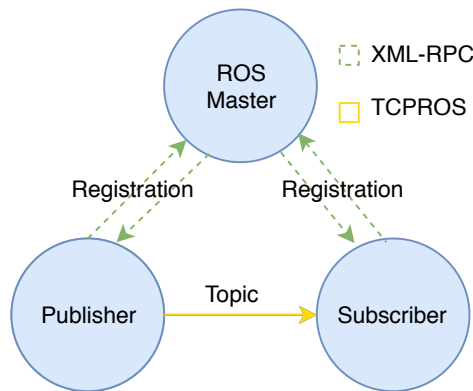 ROS
Master
XML-RPC
TCPROS
Registration
Registration
Publisher
Topic
Subscriber